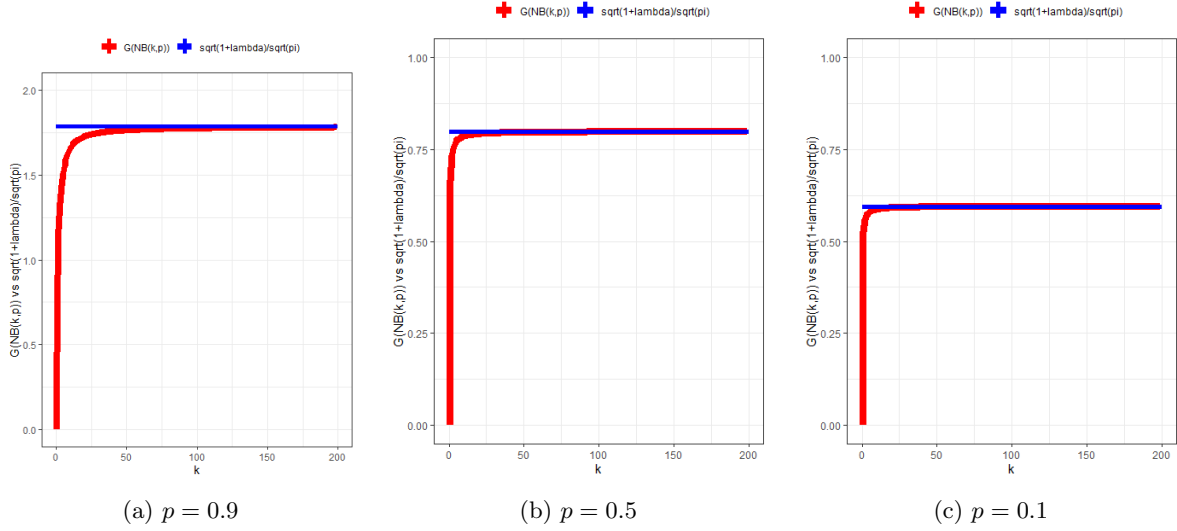 G(NB(k,p)) sqrt(1+lambda)/sqrt(pi)
G(NB(k,p)) vs sqrt(1+lambda)/sqrt(pi)
2.0
1.5
1.0
0.5
0.0
0 50 100 150 200
k
(a) p = 0.9
G(NB(k,p)) sqrt(1+lambda)/sqrt(pi)
G(NB(k,p)) vs sqrt(1+lambda)/sqrt(pi)
1.00
0.75
0.50
0.25
0.00
0 50 100 150 200
k
(b) p = 0.5
G(NB(k,p)) sqrt(1+lambda)/sqrt(pi)
G(NB(k,p)) vs sqrt(1+lambda)/sqrt(pi)
1.00
0.75
0.50
0.25
0.00
0 50 100 150 200
k
(c) p = 0.1